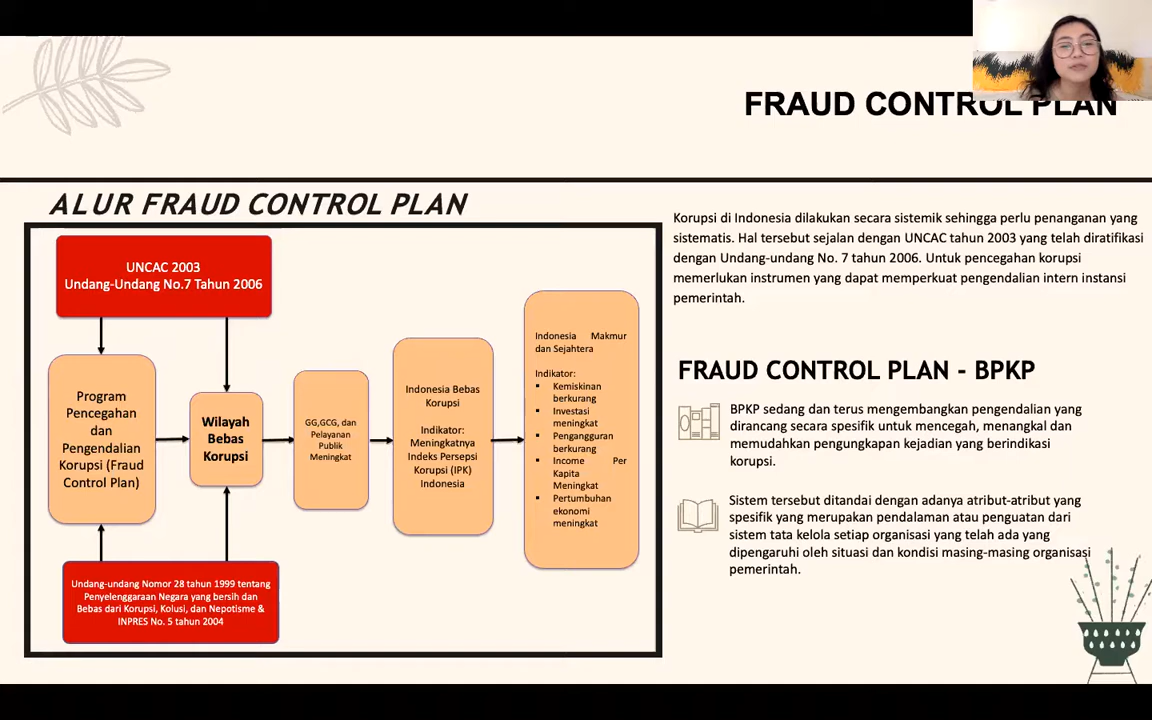 FRAUD CONTROL PLAN
ALUR FRAUD CONTROL PLAN
UNCAC 2003
Undang-Undang No.7 Tahun 2006
Program
Pencegahan
dan
Pengendalian
Korupsi (Fraud
Control Plan)
Wilayah
Bebas
Korupsi
GG,GCG, dan
Pelayanan
Publik
Meningkat
Indonesia Bebas
Korupsi
Indikator:
Meningkatnya
Indeks Persepsi
Korupsi (IPK)
Indonesia
Indonesia Makmur
dan Sejahtera
Indikator:
▪ Kemiskinan
berkurang
▪ Investasi
meningkat
▪ Pengangguran
berkurang
▪ Income Per
Kapita
Meningkat
▪ Pertumbuhan
ekonomi
meningkat
Undang-undang Nomor 28 tahun 1999 tentang
Penyelenggaraan Negara yang bersih dan
Bebas dari Korupsi, Kolusi, dan Nepotisme &
INPRES No. 5 tahun 2004
Korupsi di Indonesia dilakukan secara sistemik sehingga perlu penanganan yang
sistematis. Hal tersebut sejalan dengan UNCAC tahun 2003 yang telah diratifikasi
dengan Undang-undang No. 7 tahun 2006. Untuk pencegahan korupsi
memerlukan instrumen yang dapat memperkuat pengendalian intern instansi
pemerintah.
FRAUD CONTROL PLAN - BPKP
BPKP sedang dan terus mengembangkan pengendalian yang
dirancang secara spesifik untuk mencegah, menangkal dan
memudahkan pengungkapan kejadian yang berindikasi
korupsi.
Sistem tersebut ditandai dengan adanya atribut-atribut yang
spesifik yang merupakan pendalaman atau penguatan dari
sistem tata kelola setiap organisasi yang telah ada yang
dipengaruhi oleh situasi dan kondisi masing-masing organisasi
pemerintah.